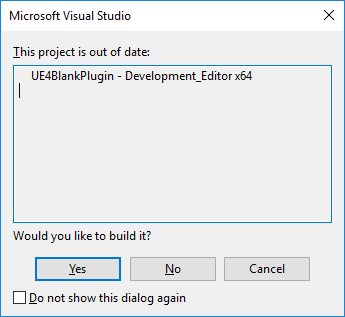 Microsoft Visual Studio
This project is out of date:
UE4BlankPlugin - Development_Editor x64
Would you like to build it?
Yes
No
Cancel
Do not show this dialog again